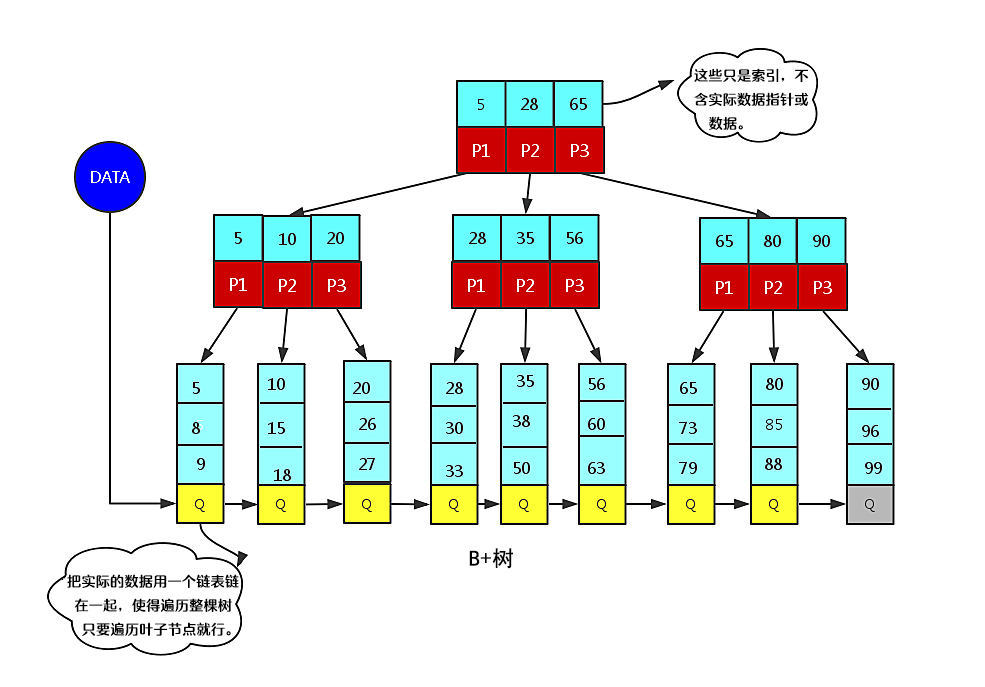 这些只是索引，不
含实际数据指针或
数据。
5 28 65
P1 P2 P3
DATA
5 10 20
P1 P2 P3
28 35 56
P1 P2 P3
65 80 90
P1 P2 P3
5 10 20 28 35 56 65 80 90
8 15 26 30 38 60 73 85 96
9 18 27 33 50 63 79 88 99
Q Q Q Q Q Q Q Q Q
B+树
把实际的数据用一个链表链
在一起，使得遍历整棵树
只要遍历叶子节点就行。